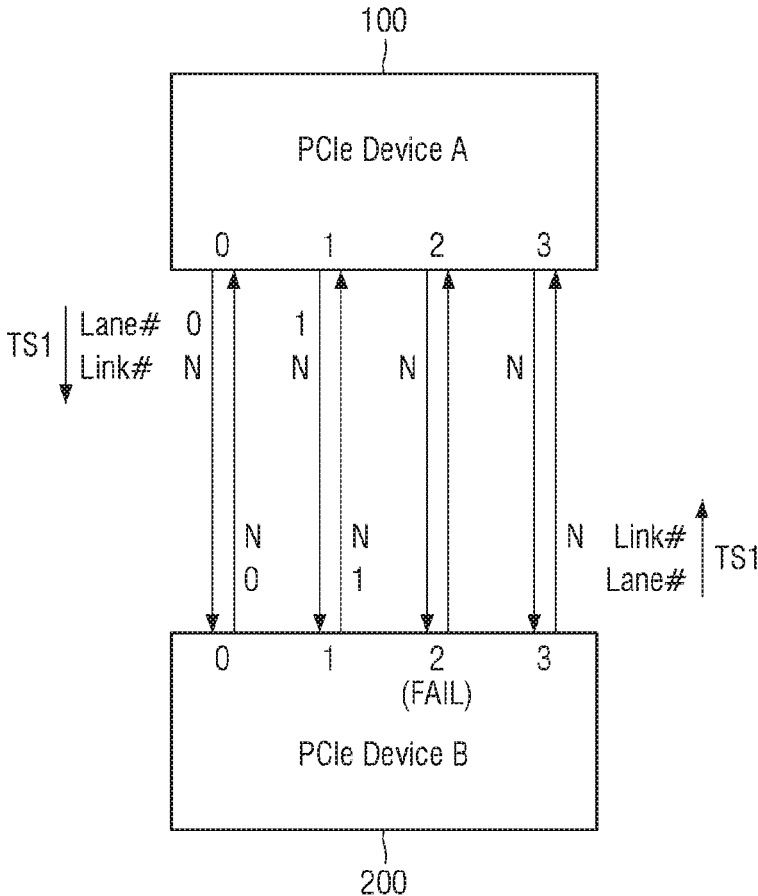 100
PCIe Device A
0 1 2 3
TS1
Lane# 0 1
Link# N N N N
N N N Link#
0 1 Lane#
TS1
0 1 2 3
(FAIL)
PCIe Device B
200